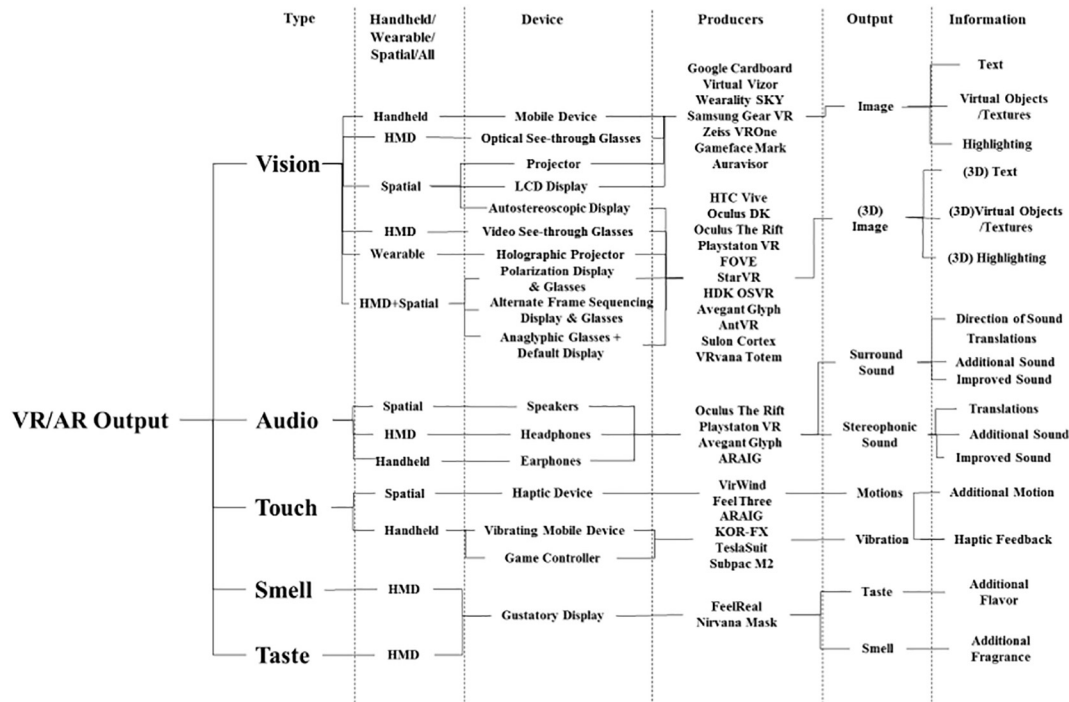 Type
Handheld/
Wearable/
Spatial/All
Device
Producers
Output
Information
VR/AR Output
Vision
Handheld
HMD
Spatial
HMD
Wearable
HMD+Spatial
Mobile Device
Optical See-through Glasses
Projector
LCD Display
Autostereoscopic Display
Video See-through Glasses
Holographic Projector
Polarization Display
& Glasses
Alternate Frame Sequencing
Display & Glasses
Anaglyphic Glasses +
Default Display
Google Cardboard
Virtual Vizor
Wearality SKY
Samsung Gear VR
Zeiss VROne
Gameface Mark
Auravisor
HTC Vive
Oculus DK
Oculus The Rift
Playstaton VR
FOVE
StarVR
HDK OSVR
Avegant Glyph
AntVR
Sulon Cortex
VRvana Totem
Image
Text
Virtual Objects
/Textures
Highlighting
(3D)
Image
(3D) Text
(3D)Virtual Objects
/Textures
(3D) Highlighting
Audio
Spatial
HMD
Handheld
Speakers
Headphones
Earphones
Oculus The Rift
Playstaton VR
Avegant Glyph
ARAIG
Surround
Sound
Direction of Sound
Translations
Additional Sound
Improved Sound
Stereophonic
Sound
Translations
Additional Sound
Improved Sound
Touch
Spatial
Handheld
Haptic Device
Vibrating Mobile Device
Game Controller
VirWind
Feel Three
ARAIG
KOR-FX
TeslaSuit
Subpac M2
Motions
Vibration
Additional Motion
Haptic Feedback
Smell
HMD
Taste
HMD
Gustatory Display
FeelReal
Nirvana Mask
Taste
Additional
Flavor
Smell
Additional
Fragrance